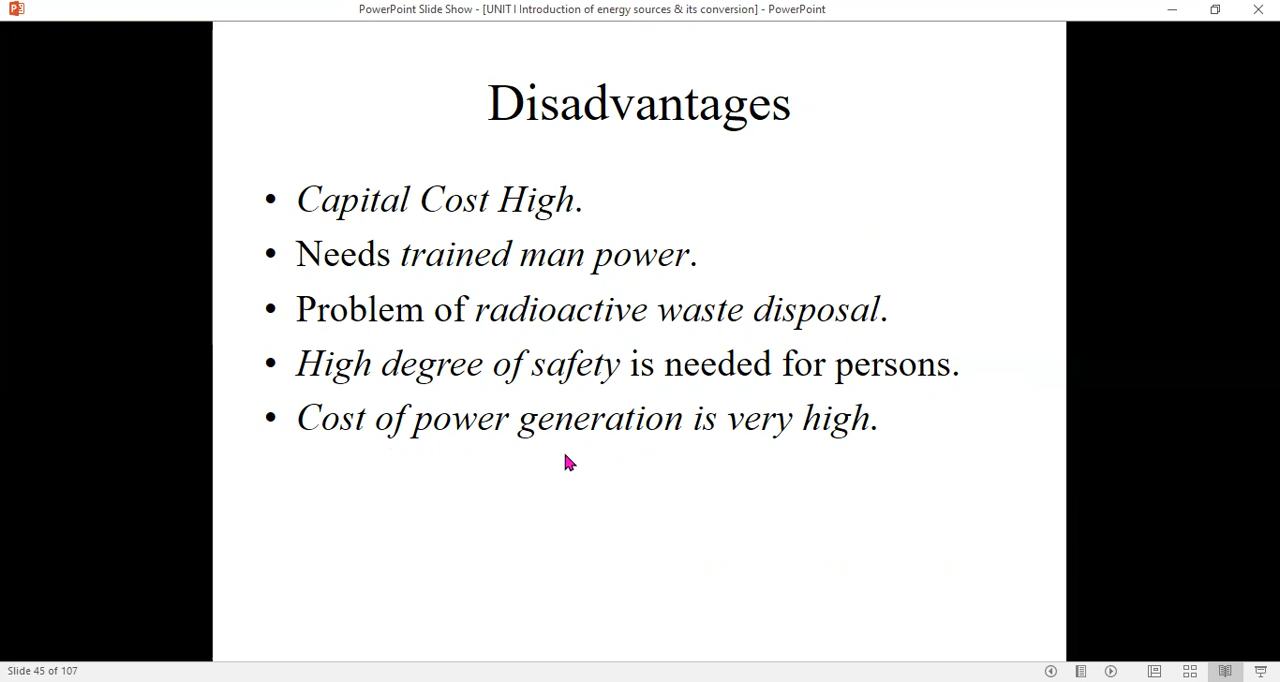 PowerPoint Slide Show - [UNIT I Introduction of energy sources & its conversion] - PowerPoint
Disadvantages
• Capital Cost High.
• Needs trained man power.
• Problem of radioactive waste disposal.
• High degree of safety is needed for persons.
• Cost of power generation is very high.
Slide 45 of 107